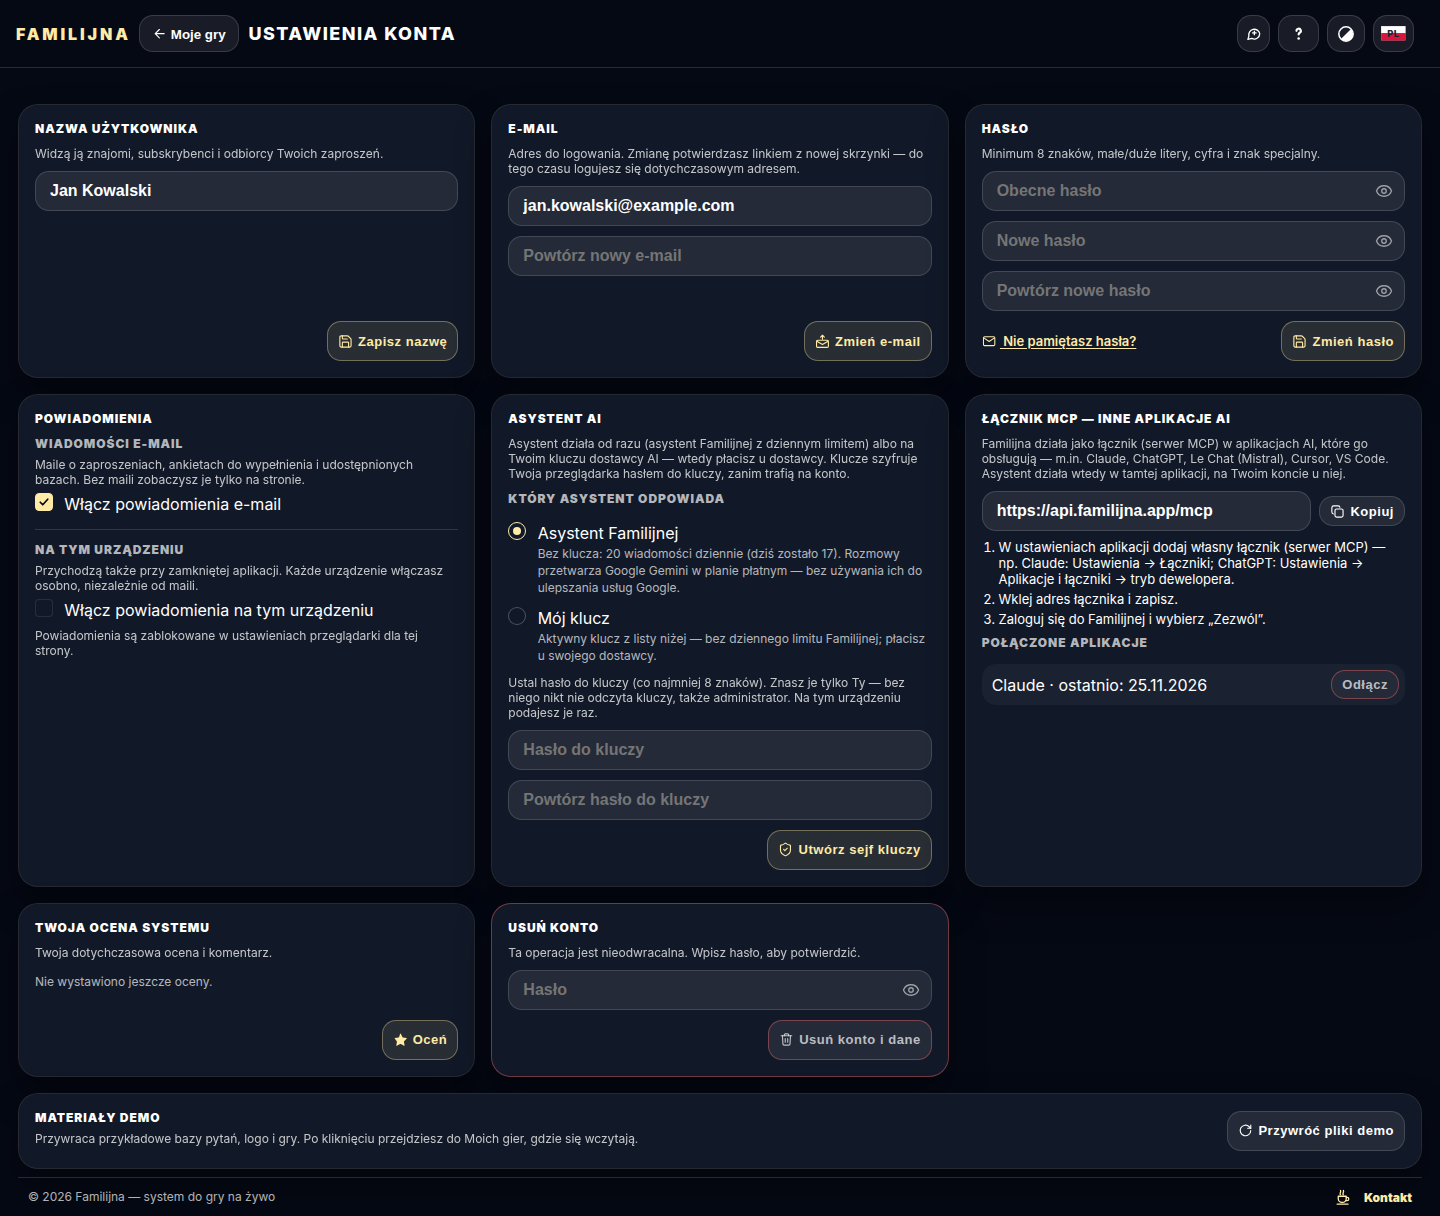 FAMILIJNA
Moje gry
USTAWIENIA KONTA
?
PL
NAZWA UŻYTKOWNIKA
Widzą ją znajomi, subskrybenci i odbiorcy Twoich zaproszeń.
Jan Kowalski
Zapisz nazwę
E-MAIL
Adres do logowania. Zmianę potwierdzasz linkiem z nowej skrzynki — do
tego czasu logujesz się dotychczasowym adresem.
jan.kowalski@example.com
Powtórz nowy e-mail
Zmień e-mail
HASŁO
Minimum 8 znaków, małe/duże litery, cyfra i znak specjalny.
Obecne hasło
Nowe hasło
Powtórz nowe hasło
Nie pamiętasz hasła?
Zmień hasło
POWIADOMIENIA
WIADOMOŚCI E-MAIL
Maile o zaproszeniach, ankietach do wypełnienia i udostępnionych
bazach. Bez maili zobaczysz je tylko na stronie.
Włącz powiadomienia e-mail
NA TYM URZĄDZENIU
Przychodzą także przy zamkniętej aplikacji. Każde urządzenie włączasz
osobno, niezależnie od maili.
Włącz powiadomienia na tym urządzeniu
Powiadomienia są zablokowane w ustawieniach przeglądarki dla tej
strony.
ASYSTENT AI
Asystent działa od razu (asystent Familijnej z dziennym limitem) albo na
Twoim kluczu dostawcy AI — wtedy płacisz u dostawcy. Klucze szyfruje
Twoja przeglądarka hasłem do kluczy, zanim trafią na konto.
KTÓRY ASYSTENT ODPOWIADA
Asystent Familijnej
Bez klucza: 20 wiadomości dziennie (dziś zostało 17). Rozmowy
przetwarza Google Gemini w planie płatnym — bez używania ich do
ulepszania usług Google.
Mój klucz
Aktywny klucz z listy niżej — bez dziennego limitu Familijnej; płacisz
u swojego dostawcy.
Ustal hasło do kluczy (co najmniej 8 znaków). Znasz je tylko Ty — bez
niego nikt nie odczyta kluczy, także administrator. Na tym urządzeniu
podajesz je raz.
Hasło do kluczy
Powtórz hasło do kluczy
Utwórz sejf kluczy
ŁĄCZNIK MCP — INNE APLIKACJE AI
Familijna działa jako łącznik (serwer MCP) w aplikacjach AI, które go
obsługują — m.in. Claude, ChatGPT, Le Chat (Mistral), Cursor, VS Code.
Asystent działa wtedy w tamtej aplikacji, na Twoim koncie u niej.
https://api.familijna.app/mcp
Kopiuj
1. W ustawieniach aplikacji dodaj własny łącznik (serwer MCP) —
np. Claude: Ustawienia → Łączniki; ChatGPT: Ustawienia →
Aplikacje i łączniki → tryb dewelopera.
2. Wklej adres łącznika i zapisz.
3. Zaloguj się do Familijnej i wybierz „Zezwól”.
POŁĄCZONE APLIKACJE
Claude · ostatnio: 25.11.2026
Odłącz
TWOJA OCENA SYSTEMU
Twoja dotychczasowa ocena i komentarz.
Nie wystawiono jeszcze oceny.
Oceń
USUŃ KONTO
Ta operacja jest nieodwracalna. Wpisz hasło, aby potwierdzić.
Hasło
Usuń konto i dane
MATERIAŁY DEMO
Przywraca przykładowe bazy pytań, logo i gry. Po kliknięciu przejdziesz do Moich gier, gdzie się wczytają.
Przywróć pliki demo
© 2026 Familijna — system do gry na żywo
Kontakt